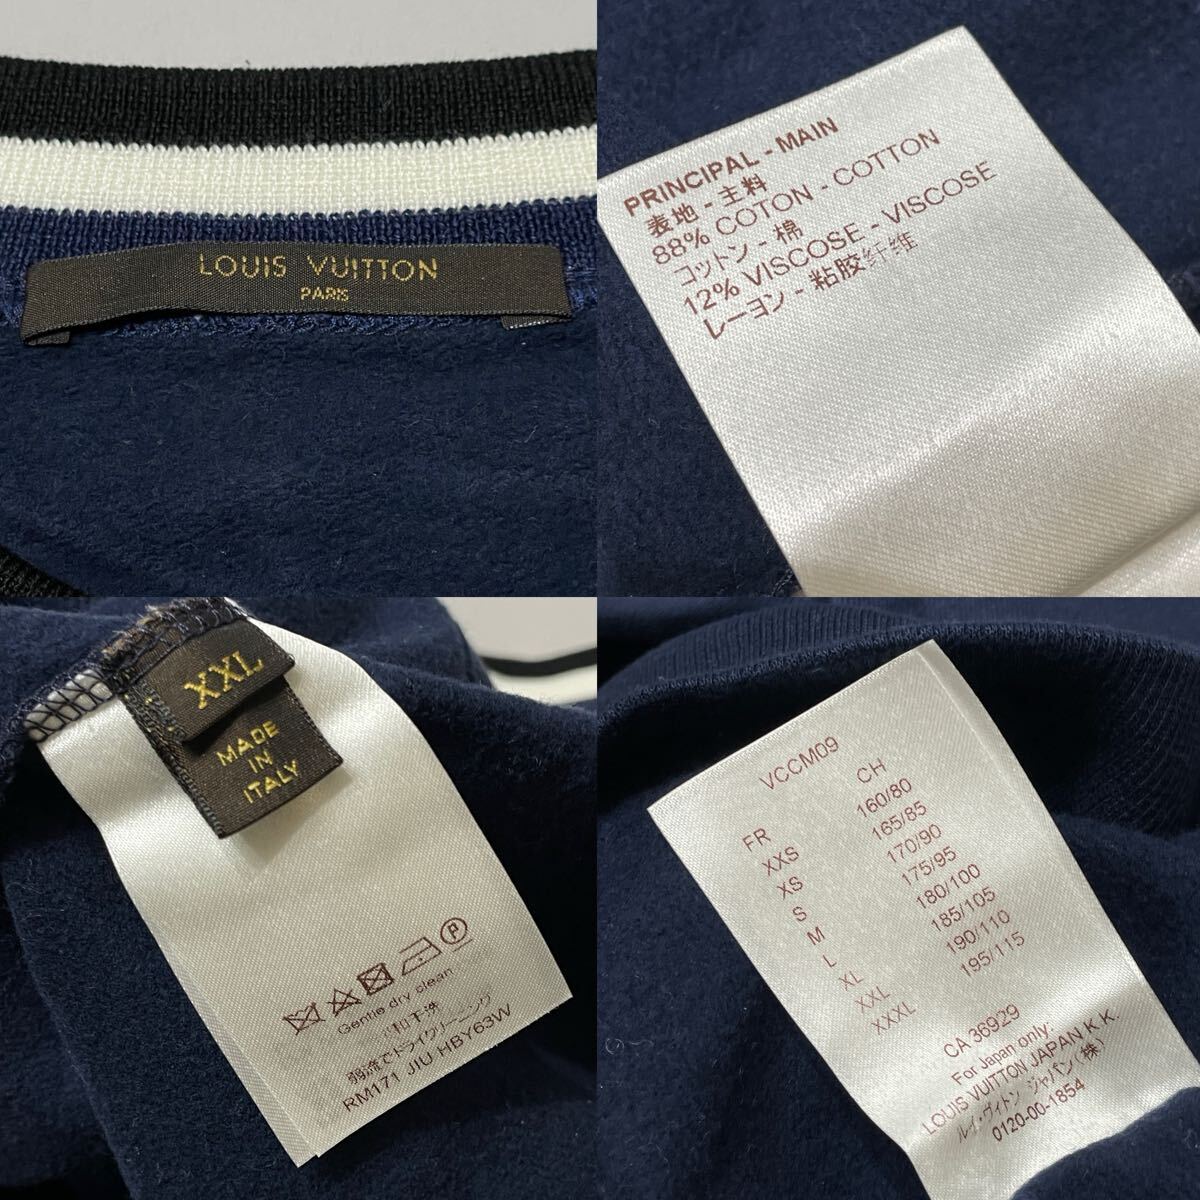 LOUIS VUITTON
PARIS
PRINCIPAL - MAIN
表地 - 主料
88% COTON - COTTON
コットン - 棉
12% VISCOSE - VISCOSE
レーヨン - 粘胶纤维
XXL
MADE
IN
ITALY
Gentle dry clean
和干洗
弱流でドライクリーニング
RM171 JIU HBY63W
VCCM09
FR CH
XXS 160/80
XS 165/85
S 170/90
M 175/95
L 180/100
XL 185/105
XXL 190/110
XXXL 195/115
CA 36929
For Japan only:
LOUIS VUITTON JAPAN K.K.
ルイ・ヴィトン ジャパン(株)
0120-00-1854